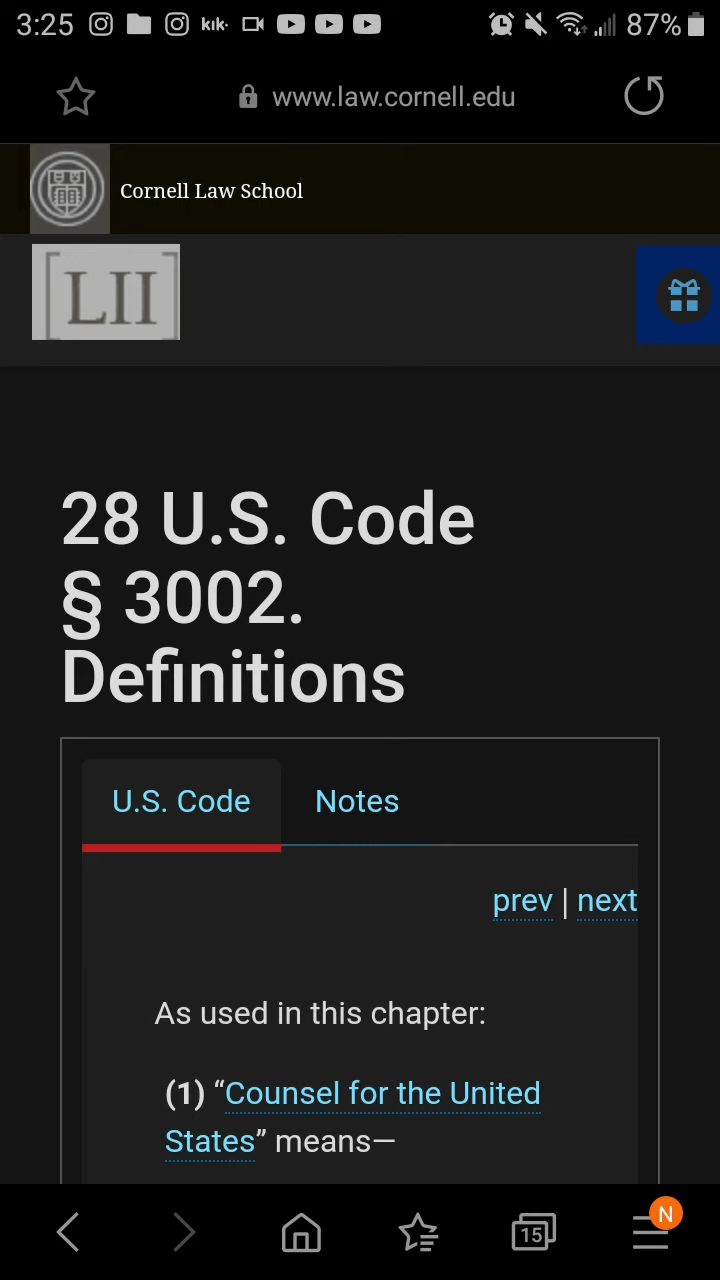 3:25 kik· 87%
www.law.cornell.edu
Cornell Law School
[LII]
28 U.S. Code
§ 3002.
Definitions
U.S. Code Notes
prev | next
As used in this chapter:
(1) “Counsel for the United
States” means—
15 N